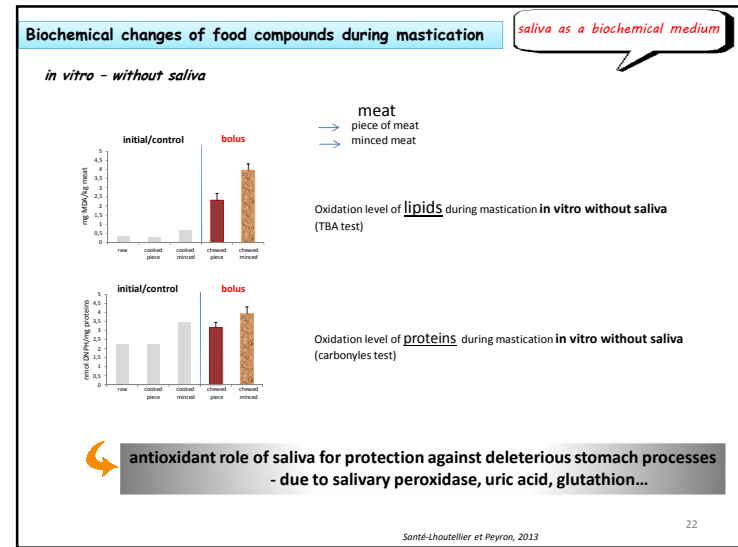 Biochemical changes of food compounds during mastication
saliva as a biochemical medium
in vitro – without saliva
meat
piece of meat
minced meat
initial/control
bolus
mg MDA/kg meat
5
4,5
4
3,5
3
2,5
2
1,5
1
0,5
0
raw
cooked piece
cooked minced
chewed piece
chewed minced
Oxidation level of lipids during mastication in vitro without saliva
(TBA test)
initial/control
bolus
nmol DNPH/mg proteins
5
4,5
4
3,5
3
2,5
2
1,5
1
0,5
0
raw
cooked piece
cooked minced
chewed piece
chewed minced
Oxidation level of proteins during mastication in vitro without saliva
(carbonyles test)
antioxidant role of saliva for protection against deleterious stomach processes
- due to salivary peroxidase, uric acid, glutathion...
22
Santé-Lhoutellier et Peyron, 2013